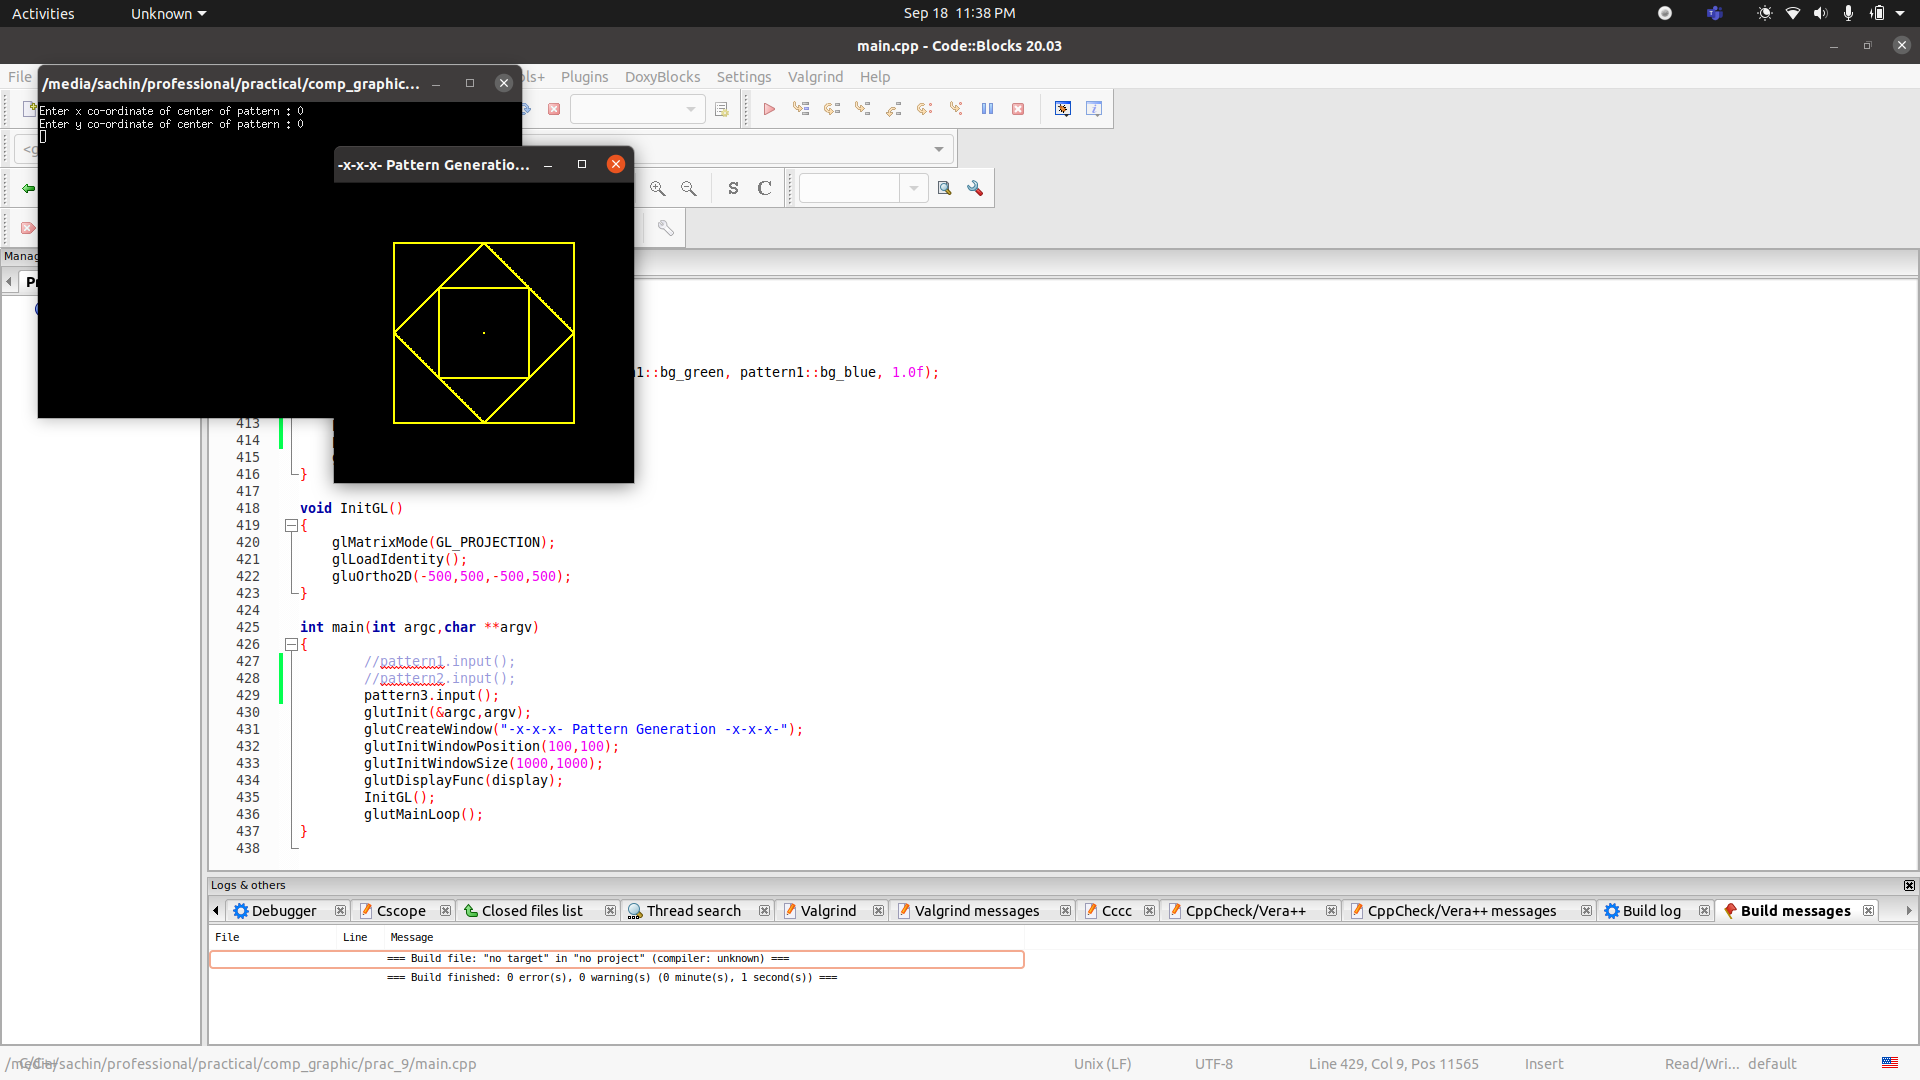 Activities Unknown Sep 18 11:38 PM
main.cpp - Code::Blocks 20.03
File ols+ Plugins DoxyBlocks Settings Valgrind Help
/media/sachin/professional/practical/comp_graphic...
Enter x co-ordinate of center of pattern : 0
Enter y co-ordinate of center of pattern : 0
-x-x-x- Pattern Generatio...
S C
Manag
n1::bg_green, pattern1::bg_blue, 1.0f);
413
414
415
416 }
417
418 void InitGL()
419 {
420 glMatrixMode(GL_PROJECTION);
421 glLoadIdentity();
422 gluOrtho2D(-500,500,-500,500);
423 }
424
425 int main(int argc,char **argv)
426 {
427 //pattern1.input();
428 //pattern2.input();
429 pattern3.input();
430 glutInit(&argc,argv);
431 glutCreateWindow("-x-x-x- Pattern Generation -x-x-x-");
432 glutInitWindowPosition(100,100);
433 glutInitWindowSize(1000,1000);
434 glutDisplayFunc(display);
435 InitGL();
436 glutMainLoop();
437 }
438
Logs & others
Debugger Cscope Closed files list Thread search Valgrind Valgrind messages Cccc CppCheck/Vera++ CppCheck/Vera++ messages Build log Build messages
File Line Message
=== Build file: "no target" in "no project" (compiler: unknown) ===
=== Build finished: 0 error(s), 0 warning(s) (0 minute(s), 1 second(s)) ===
/media/sachin/professional/practical/comp_graphic/prac_9/main.cpp C/C++ Unix (LF) UTF-8 Line 429, Col 9, Pos 11565 Insert Read/Wri... default